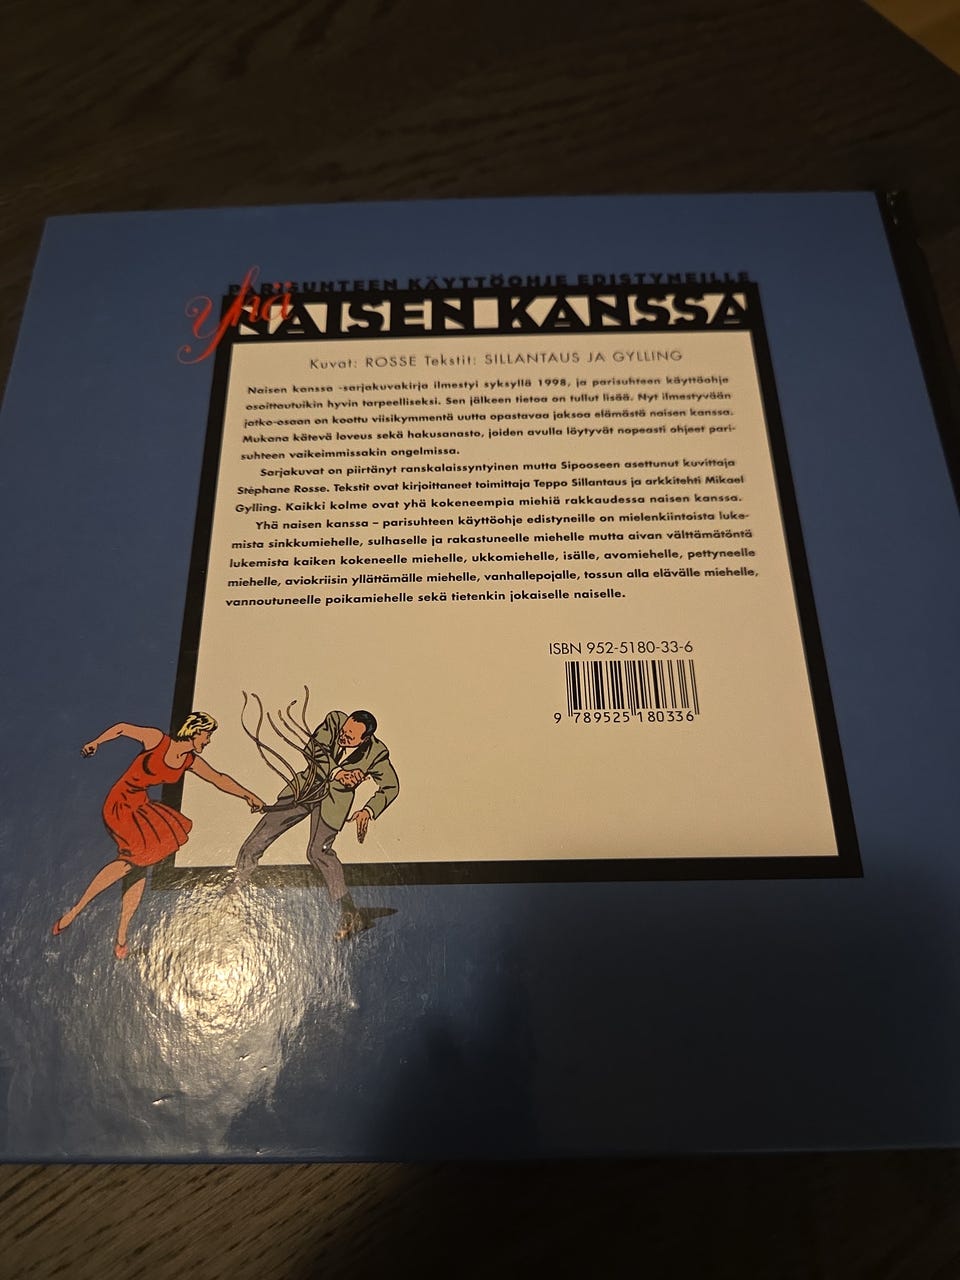 PARISUHTEEN KÄYTTÖOHJE EDISTYNEILLE
Yhä
NAISEN KANSSA
Kuvat: ROSSE Tekstit: SILLANTAUS JA GYLLING
Naisen kanssa -sarjakuvakirja ilmestyi syksyllä 1998, ja parisuhteen käyttöohje
osoittautuikin hyvin tarpeelliseksi. Sen jälkeen tietoa on tullut lisää. Nyt ilmestyvään
jatko-osaan on koottu viisikymmentä uutta opastavaa jaksoa elämästä naisen kanssa.
Mukana kätevä loveus sekä hakusanasto, joiden avulla löytyvät nopeasti ohjeet pari-
suhteen vaikeimmissakin ongelmissa.
Sarjakuvat on piirtänyt ranskalaissyntyinen mutta Sipooseen asettunut kuvittaja
Stéphane Rosse. Tekstit ovat kirjoittaneet toimittaja Teppo Sillantaus ja arkkitehti Mikael
Gylling. Kaikki kolme ovat yhä kokeneempia miehiä rakkaudessa naisen kanssa.
Yhä naisen kanssa – parisuhteen käyttöohje edistyneille on mielenkiintoista luke-
mista sinkkumiehelle, sulhaselle ja rakastuneelle miehelle mutta aivan välttämätöntä
lukemista kaiken kokeneelle miehelle, ukkomiehelle, isälle, avomiehelle, pettyneelle
miehelle, aviokriisin yllättämälle miehelle, vanhallepojalle, tossun alla elävälle miehelle,
vannoutuneelle poikamiehelle sekä tietenkin jokaiselle naiselle.
ISBN 952-5180-33-6
9 789525 180336